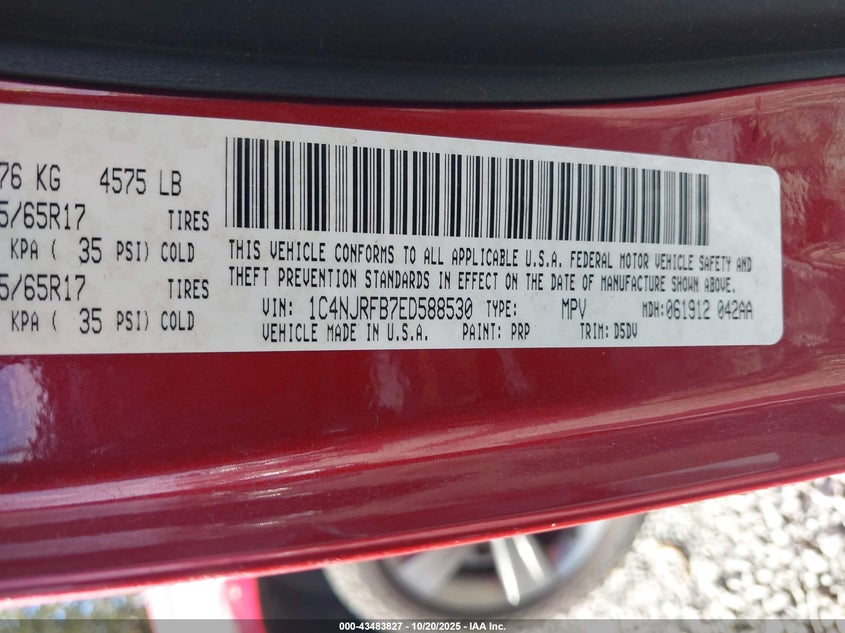 76 KG 4575 LB
5/65R17 TIRES
KPA ( 35 PSI) COLD
5/65R17 TIRES
KPA ( 35 PSI) COLD
THIS VEHICLE CONFORMS TO ALL APPLICABLE U.S.A. FEDERAL MOTOR VEHICLE SAFETY AND
THEFT PREVENTION STANDARDS IN EFFECT ON THE DATE OF MANUFACTURE SHOWN ABOVE.
VIN: 1C4NJRFB7ED588530 TYPE: MPV MDH:061912 042AA
VEHICLE MADE IN U.S.A. PAINT: PRP TRIM: D5DV
000-43483827 - 10/20/2025 - IAA Inc.